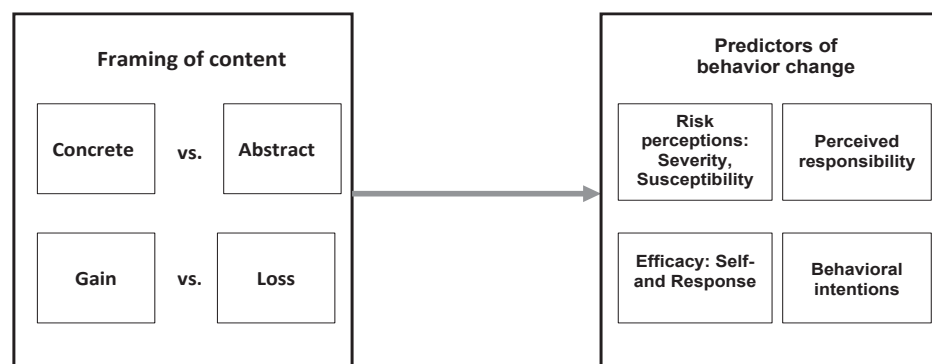 Framing of content
Concrete vs. Abstract
Gain vs. Loss
Predictors of
behavior change
Risk
perceptions:
Severity,
Susceptibility
Perceived
responsibility
Efficacy: Self-
and Response
Behavioral
intentions